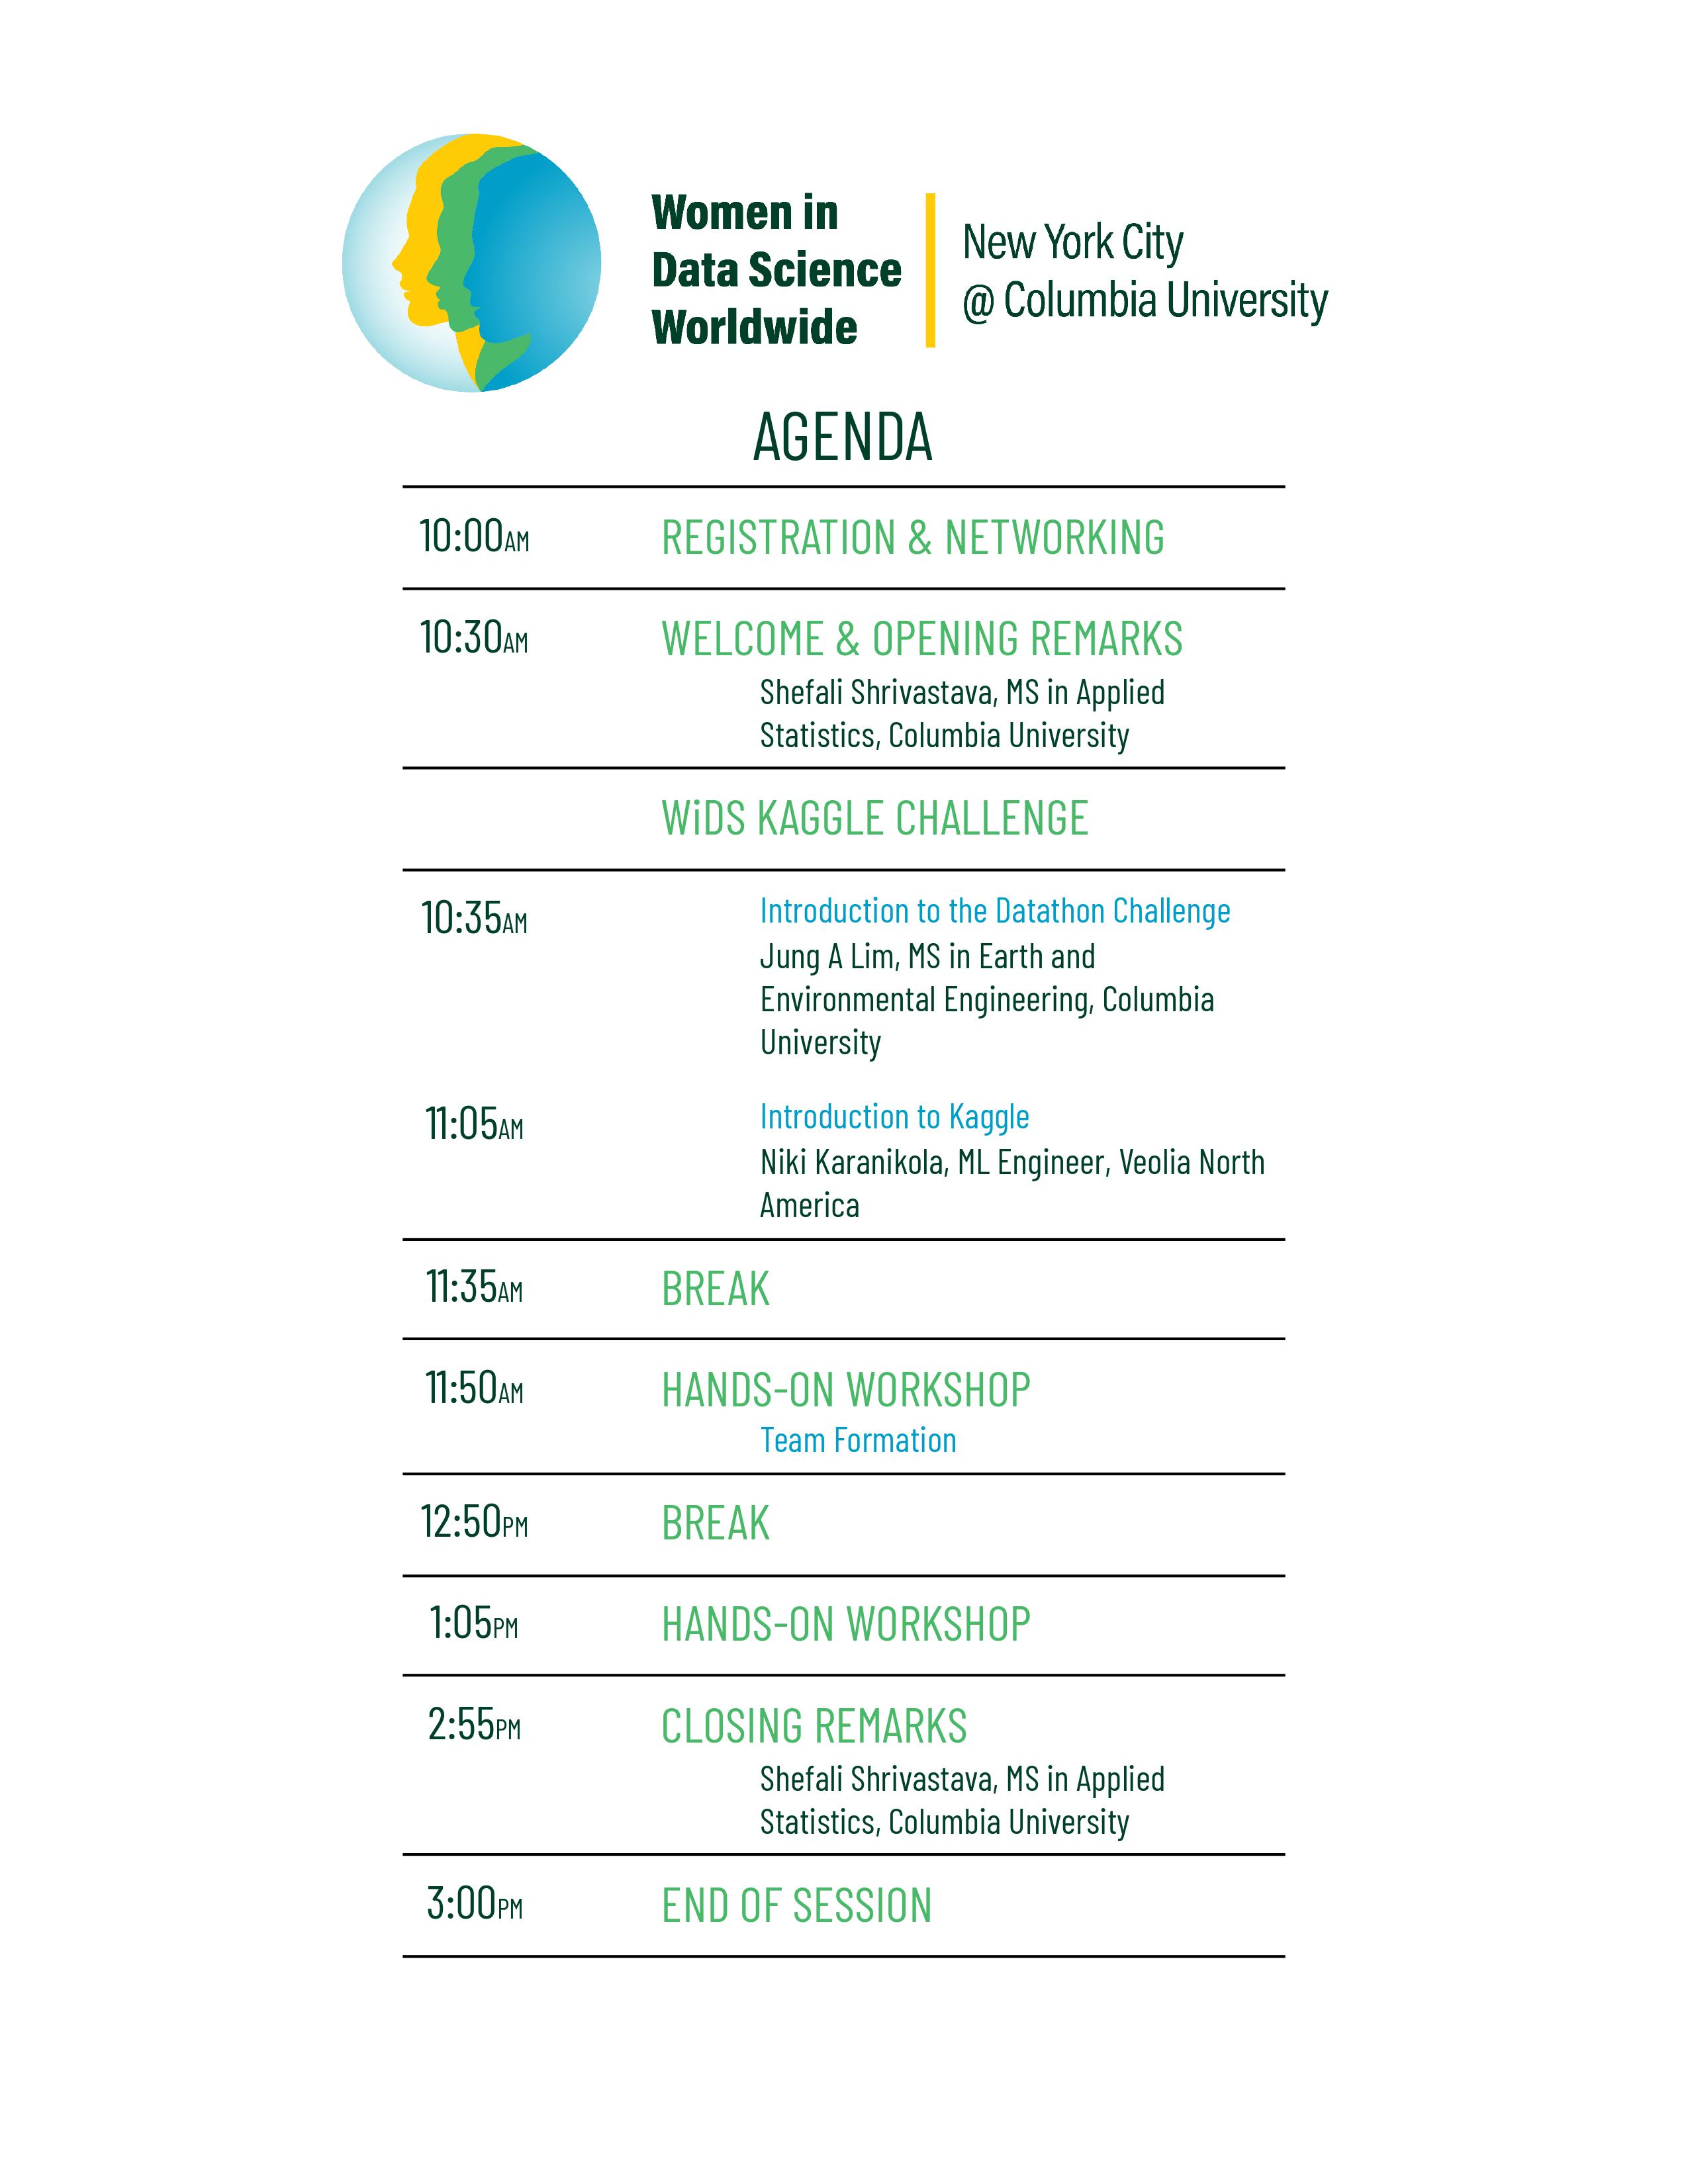 Women in
Data Science
Worldwide
New York City
@ Columbia University
AGENDA
10:00AM REGISTRATION & NETWORKING
10:30AM WELCOME & OPENING REMARKS
Shefali Shrivastava, MS in Applied
Statistics, Columbia University
WiDS KAGGLE CHALLENGE
10:35AM Introduction to the Datathon Challenge
Jung A Lim, MS in Earth and
Environmental Engineering, Columbia
University
11:05AM Introduction to Kaggle
Niki Karanikola, ML Engineer, Veolia North
America
11:35AM BREAK
11:50AM HANDS-ON WORKSHOP
Team Formation
12:50PM BREAK
1:05PM HANDS-ON WORKSHOP
2:55PM CLOSING REMARKS
Shefali Shrivastava, MS in Applied
Statistics, Columbia University
3:00PM END OF SESSION